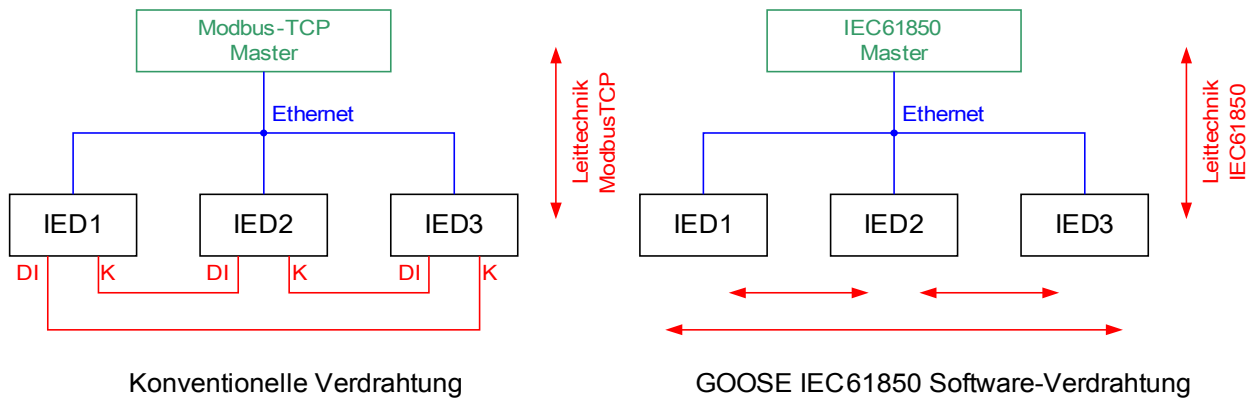 Modbus-TCP
Master
Ethernet
Leittechnik
ModbusTCP
IED1
IED2
IED3
DI
K
DI
K
DI
K
Konventionelle Verdrahtung
IEC61850
Master
Ethernet
Leittechnik
IEC61850
IED1
IED2
IED3
GOOSE IEC61850 Software-Verdrahtung